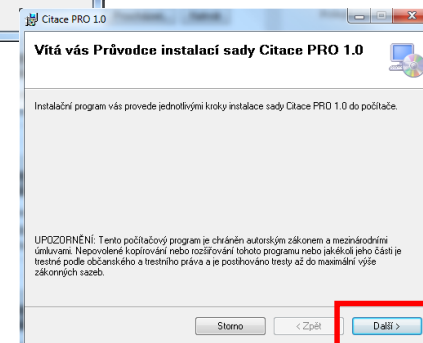 Citace PRO 1.0
Vítá vás Průvodce instalací sady Citace PRO 1.0
Instalační program vás provede jednotlivými kroky instalace sady Citace PRO 1.0 do počítače.
UPOZORNĚNÍ: Tento počítačový program je chráněn autorským zákonem a mezinárodními
úmluvami. Nepovolené kopírování nebo rozšiřování tohoto programu nebo jakékoli jeho části je
trestné podle občanského a trestního práva a je postihováno tresty až do maximální výše
zákonných sazeb.
Storno < Zpět Další >